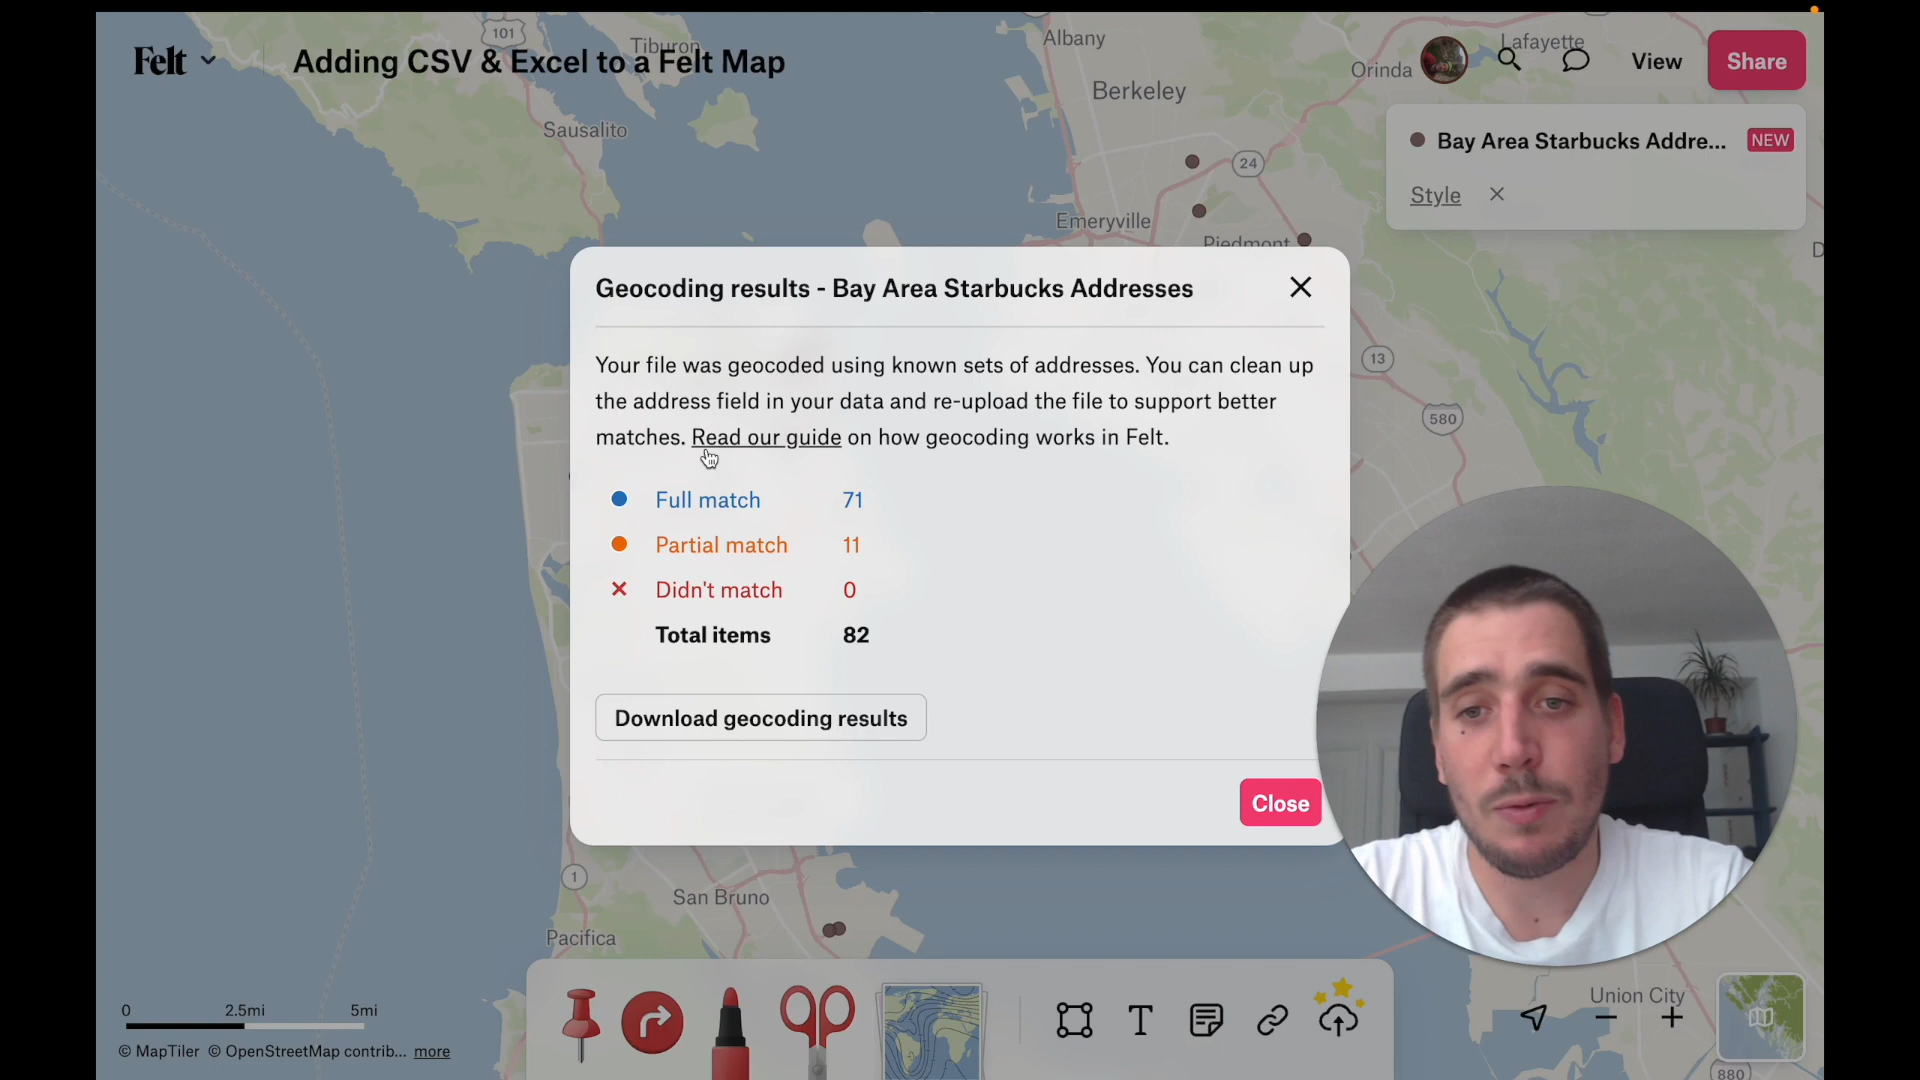 Felt
Adding CSV & Excel to a Felt Map
101
Tiburon
Albany
Orinda
Lafayette
View
Share
Berkeley
Sausalito
Bay Area Starbucks Addre...
NEW
24
Style
Emeryville
Piedmont
D
Geocoding results - Bay Area Starbucks Addresses
Your file was geocoded using known sets of addresses. You can clean up
the address field in your data and re-upload the file to support better
matches. Read our guide on how geocoding works in Felt.
13
580
Full match 71
Partial match 11
Didn't match 0
Total items 82
Download geocoding results
Close
1
San Bruno
Pacifica
0 2.5mi 5mi
Union City
T
© MapTiler © OpenStreetMap contrib... more
880